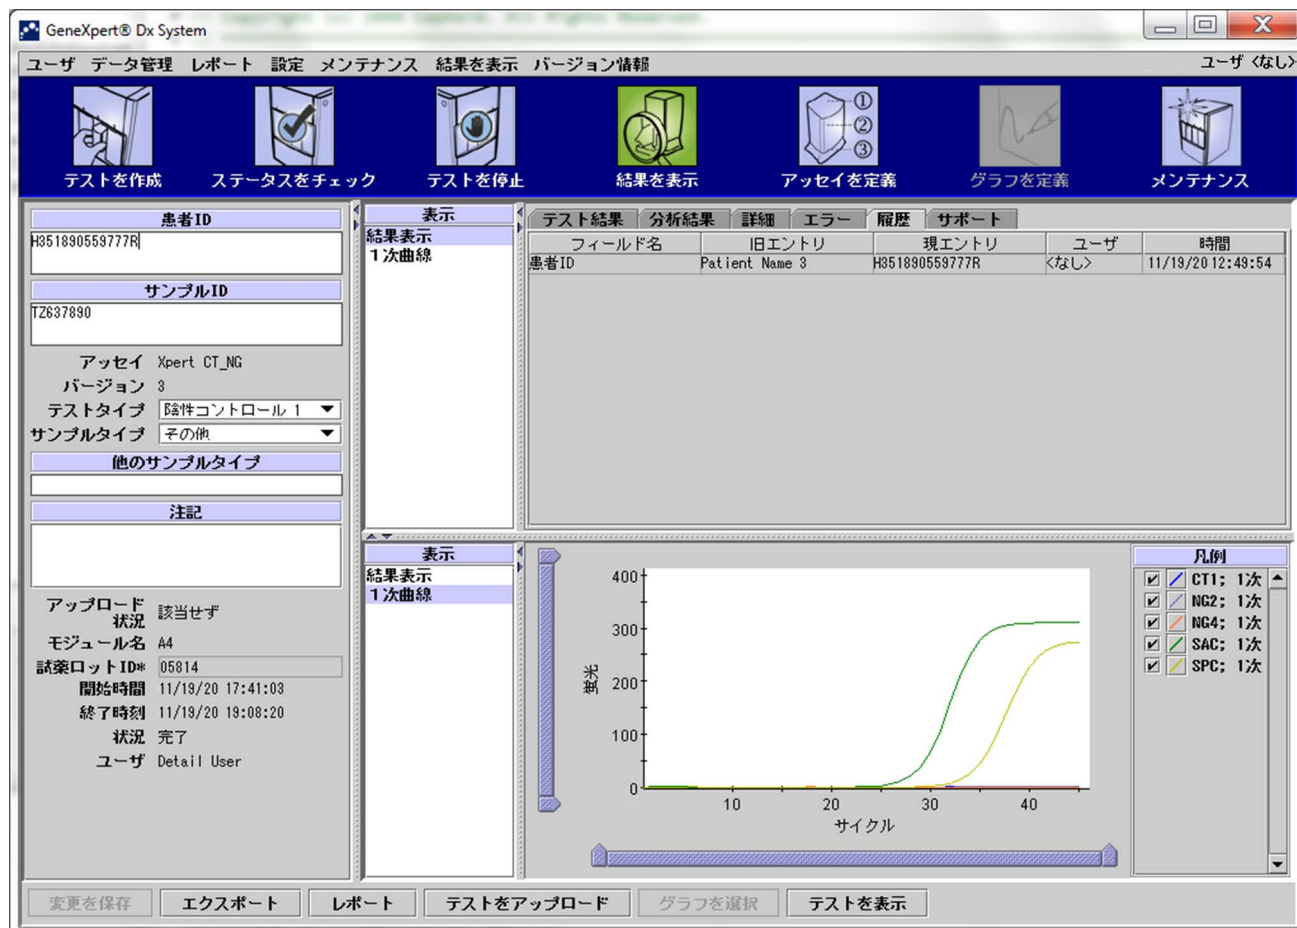 GeneXpert® Dx System
ユーザ データ管理 レポート 設定 メンテナンス 結果を表示 バージョン情報 ユーザ <なし>
テストを作成 ステータスをチェック テストを停止 結果を表示 アッセイを定義 グラフを定義 メンテナンス
① ② ③
患者ID
H351890559777R
サンプルID
TZ637890
アッセイ Xpert CT_NG
バージョン 3
テストタイプ 陰性コントロール 1
サンプルタイプ その他
他のサンプルタイプ
注記
アップロード状況 該当せず
モジュール名 A4
試薬ロットID* 05814
開始時間 11/19/20 17:41:03
終了時刻 11/19/20 19:08:20
状況 完了
ユーザ Detail User
表示
結果表示
1次曲線
テスト結果 分析結果 詳細 エラー 履歴 サポート
フィールド名 旧エントリ 現エントリ ユーザ 時間
患者ID Patient Name 3 H351890559777R <なし> 11/19/20 12:49:54
表示
結果表示
1次曲線
蛍光
400
300
200
100
0
10 20 30 40
サイクル
凡例
CT1; 1次
NG2; 1次
NG4; 1次
SAC; 1次
SPC; 1次
変更を保存 エクスポート レポート テストをアップロード グラフを選択 テストを表示